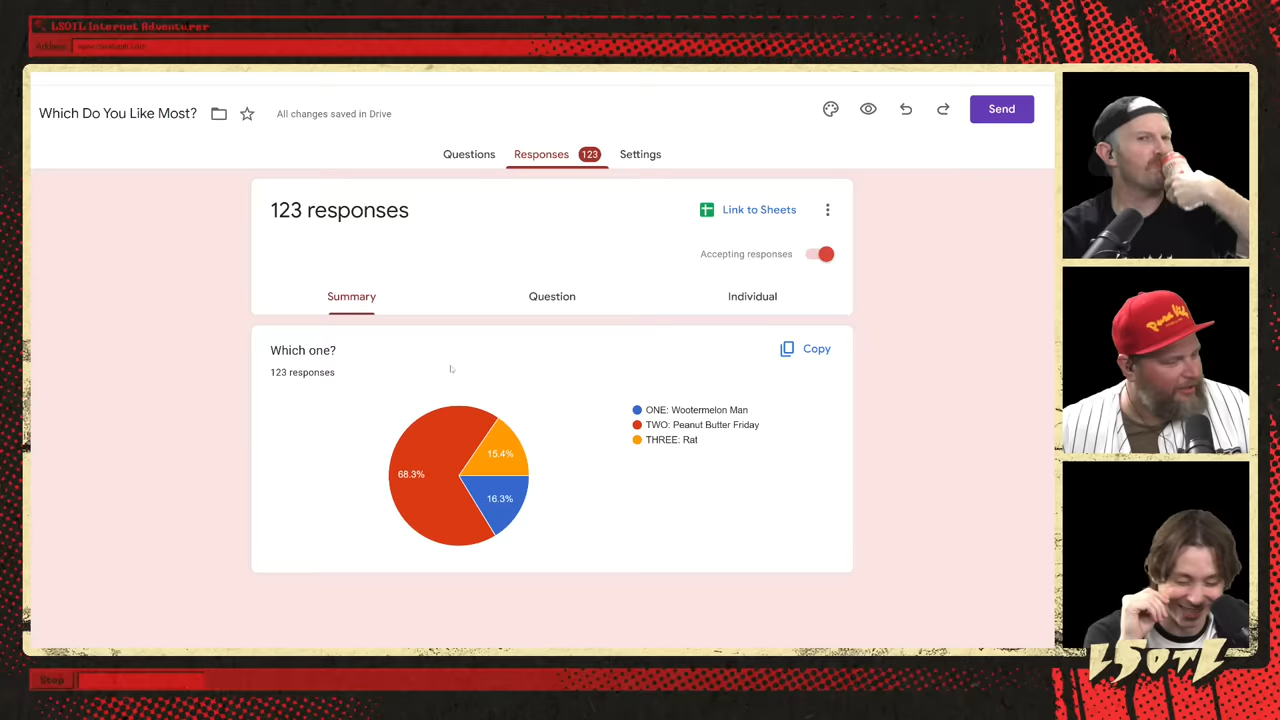 LSOTL Internet Adventurer
Address
Which Do You Like Most?
All changes saved in Drive
Send
Questions
Responses
123
Settings
123 responses
Link to Sheets
Accepting responses
Summary
Question
Individual
Which one?
Copy
123 responses
ONE: Wootermelon Man
TWO: Peanut Butter Friday
THREE: Rat
15.4%
68.3%
16.3%
LSOTL
Stop